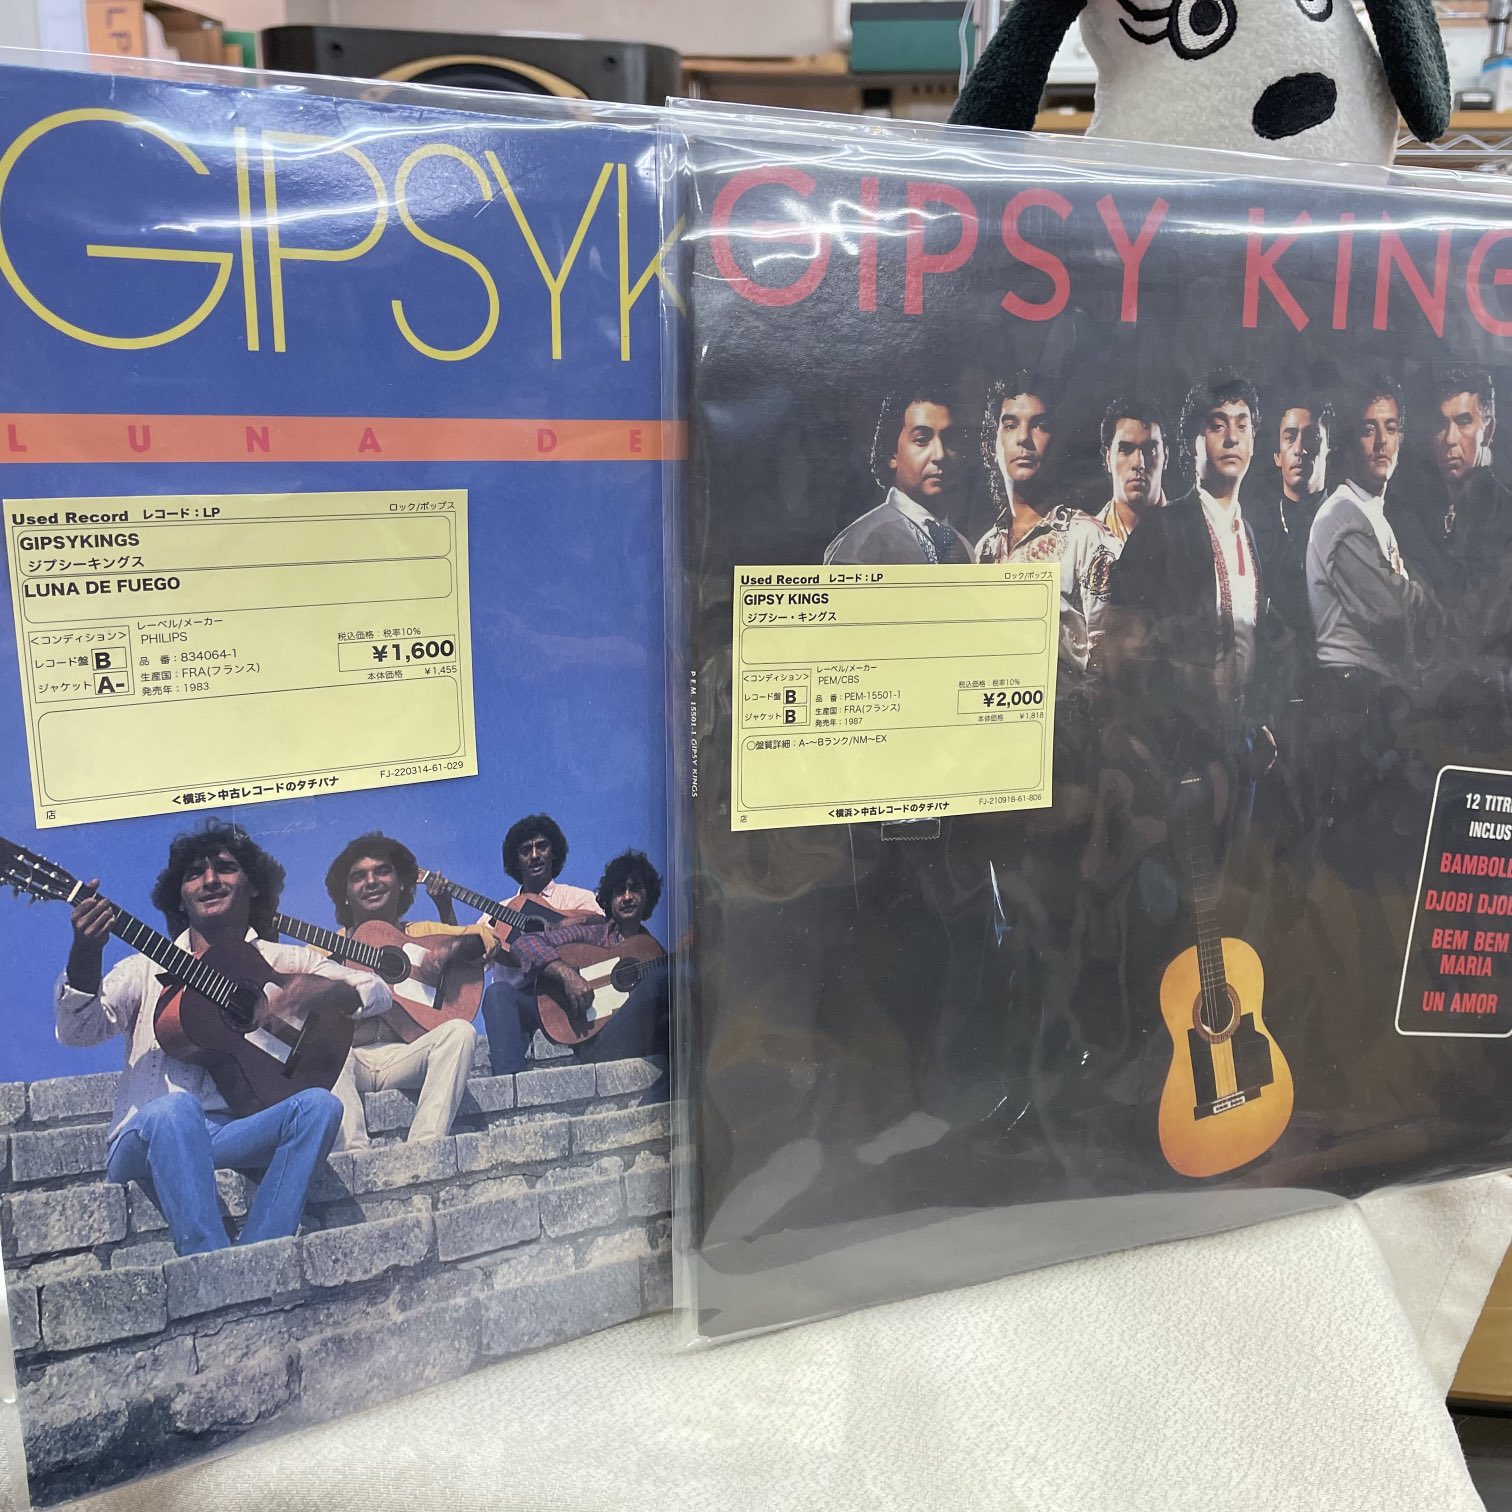 LP
GIPSYK
LUNA DE
Used Record レコード：LP ロック/ポップス
GIPSYKINGS
ジプシーキングス
LUNA DE FUEGO
＜コンディション＞
レコード盤 B
ジャケット A-
レーベル/メーカー
PHILIPS
品 番：834064-1
生産国：FRA(フランス)
発売年：1983
税込価格：税率10%
¥1,600
本体価格 ¥1,455
FJ-220314-61-029
＜横浜＞中古レコードのタチバナ
店
GIPSY KING
P.E.M. 15501-1 GIPSY KINGS
Used Record レコード：LP ロック/ポップス
GIPSY KINGS
ジプシー・キングス
＜コンディション＞
レコード盤 B
ジャケット B
レーベル/メーカー
PEM/CBS
品 番：PEM-15501-1
生産国：FRA(フランス)
発売年：1987
税込価格：税率10%
¥2,000
本体価格 ¥1,818
○盤質詳細：A-～Bランク/NM～EX
FJ-210918-61-806
＜横浜＞中古レコードのタチバナ
店
12 TITR
INCLUS
BAMBOLE
DJOBI DJO
BEM BEM
MARIA
UN AMOR